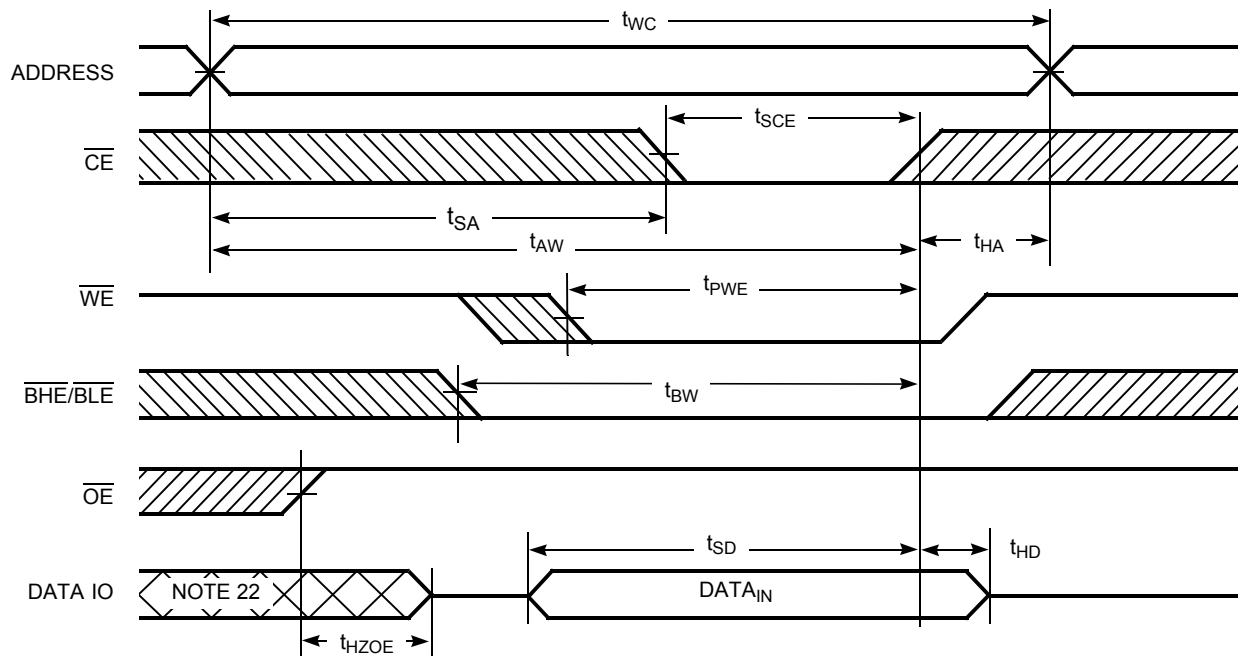 tWC
ADDRESS
tSCE
CE
tSA
tAW
tHA
WE
tPWE
BHE/BLE
tBW
OE
tSD
tHD
DATA IO
NOTE 22
DATAIN
tHZOE